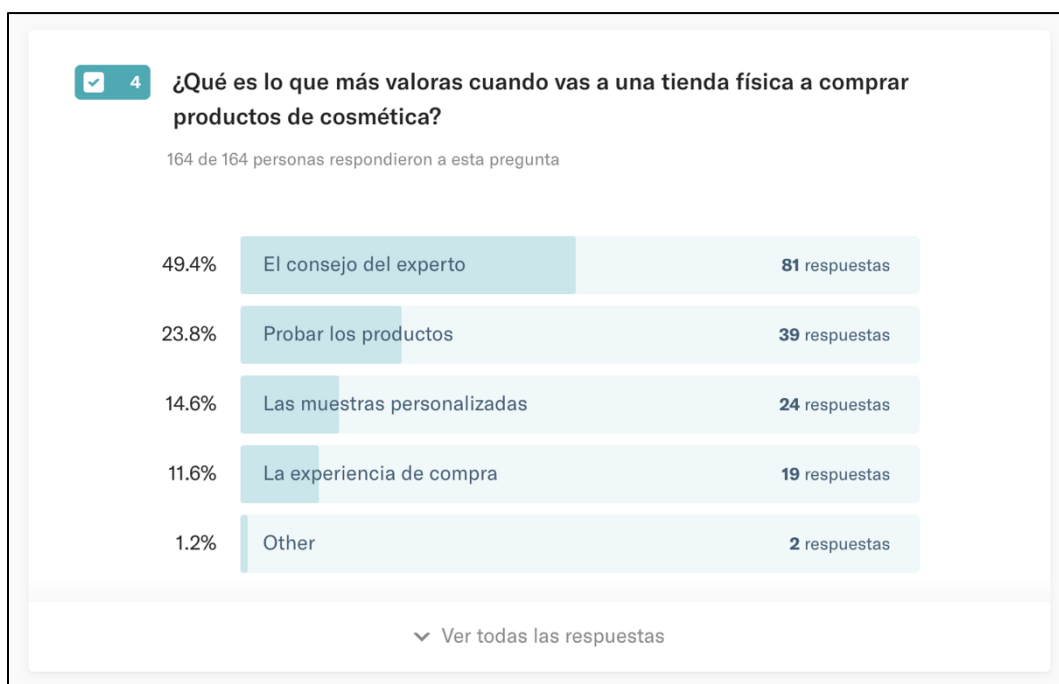 4 ¿Qué es lo que más valoras cuando vas a una tienda física a comprar
productos de cosmética?
164 de 164 personas respondieron a esta pregunta
49.4% El consejo del experto 81 respuestas
23.8% Probar los productos 39 respuestas
14.6% Las muestras personalizadas 24 respuestas
11.6% La experiencia de compra 19 respuestas
1.2% Other 2 respuestas
Ver todas las respuestas